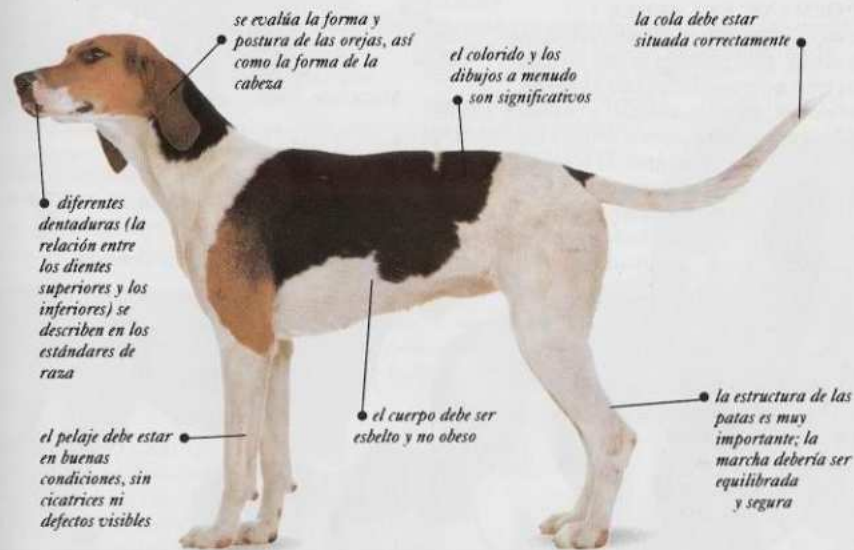 se evalúa la forma y
postura de las orejas, así
como la forma de la
cabeza
el colorido y los
dibujos a menudo
son significativos
la cola debe estar
situada correctamente
diferentes
dentaduras (la
relación entre
los dientes
superiores y los
inferiores) se
describen en los
estándares de
raza
el pelaje debe estar
en buenas
condiciones, sin
cicatrices ni
defectos visibles
el cuerpo debe ser
esbelto y no obeso
la estructura de las
patas es muy
importante; la
marcha debería ser
equilibrada
y segura